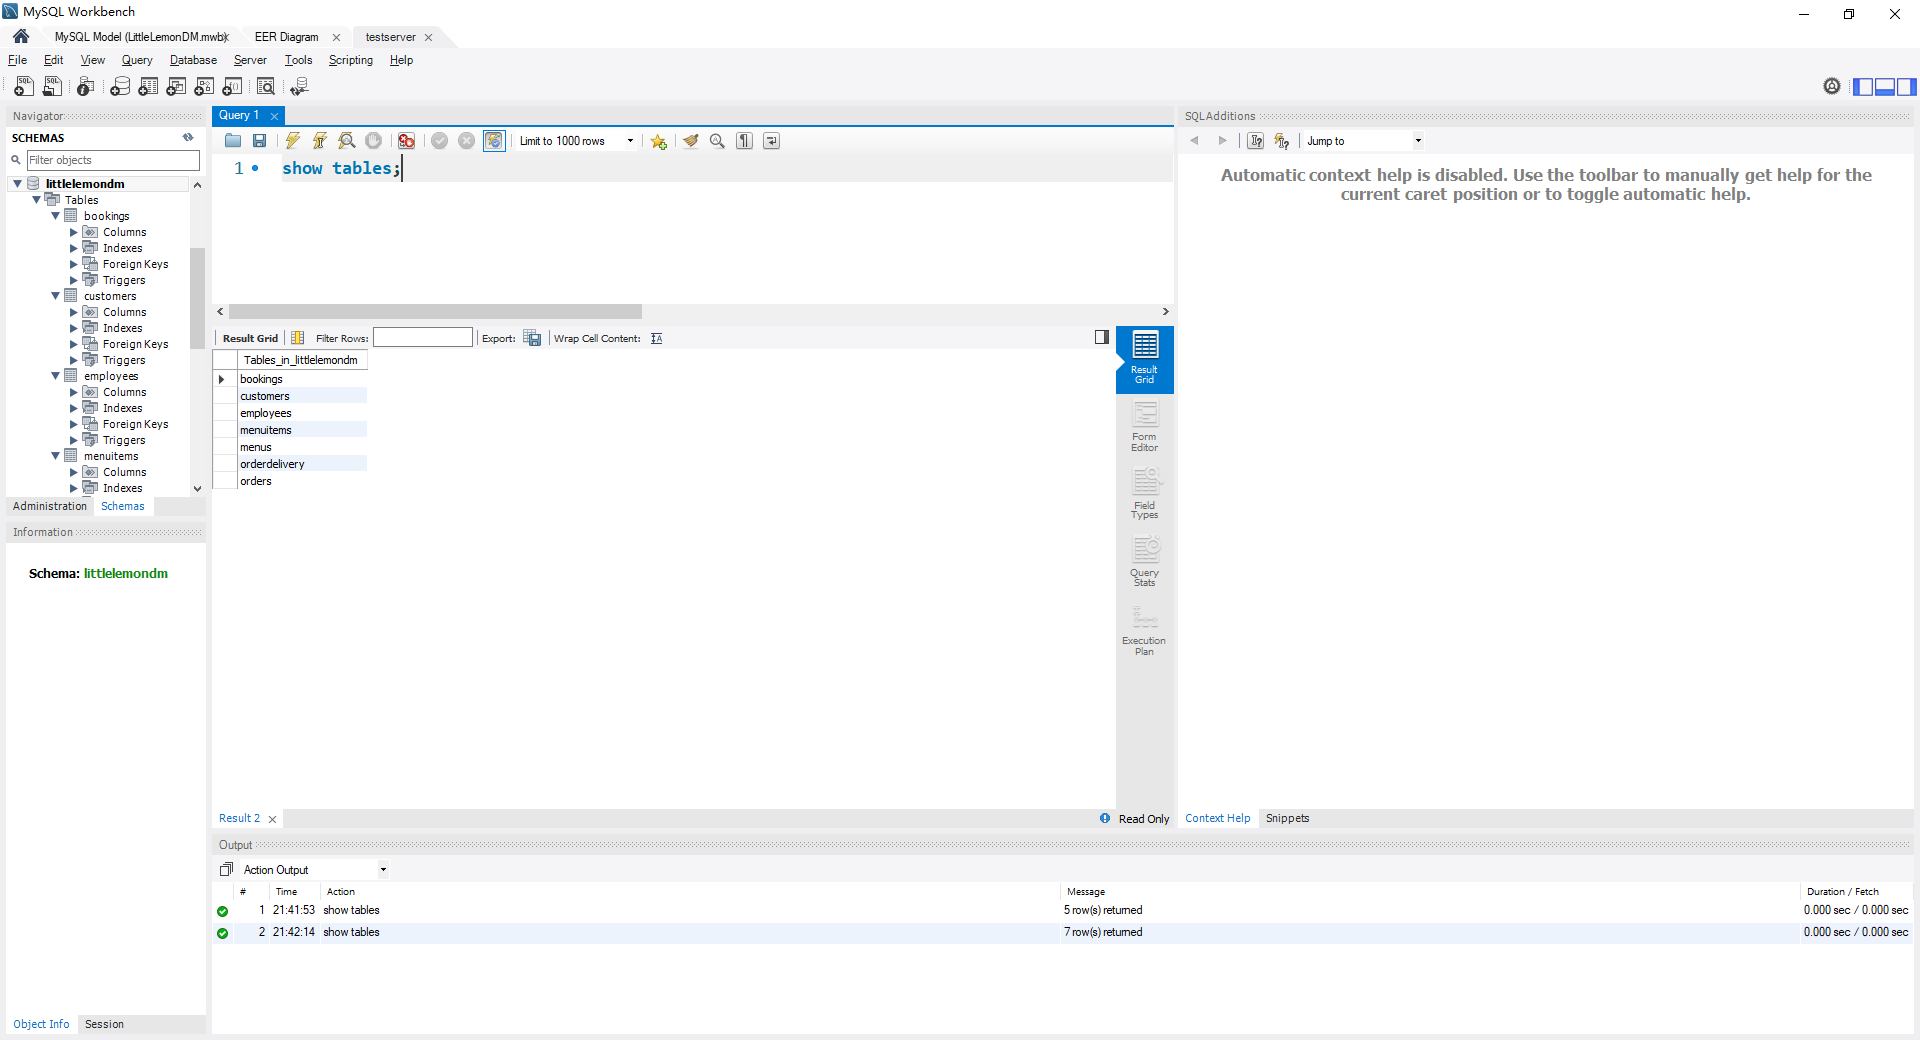 MySQL Workbench
MySQL Model (LittleLemonDM.mwb)
EER Diagram
testserver
File Edit View Query Database Server Tools Scripting Help
Navigator
SCHEMAS
Filter objects
littlelemondm
Tables
bookings
Columns
Indexes
Foreign Keys
Triggers
customers
Columns
Indexes
Foreign Keys
Triggers
employees
Columns
Indexes
Foreign Keys
Triggers
menuitems
Columns
Indexes
Administration Schemas
Information
Schema: littlelemondm
Object Info Session
Query 1
Limit to 1000 rows
1 show tables;
Result Grid Filter Rows: Export: Wrap Cell Content:
Tables_in_littlelemondm
bookings
customers
employees
menuitems
menus
orderdelivery
orders
Result
Grid
Form
Editor
Field
Types
Query
Stats
Execution
Plan
Result 2
Read Only
SQLAdditions
Jump to
Automatic context help is disabled. Use the toolbar to manually get help for the
current caret position or to toggle automatic help.
Context Help Snippets
Output
Action Output
# Time Action Message Duration / Fetch
1 21:41:53 show tables 5 row(s) returned 0.000 sec / 0.000 sec
2 21:42:14 show tables 7 row(s) returned 0.000 sec / 0.000 sec